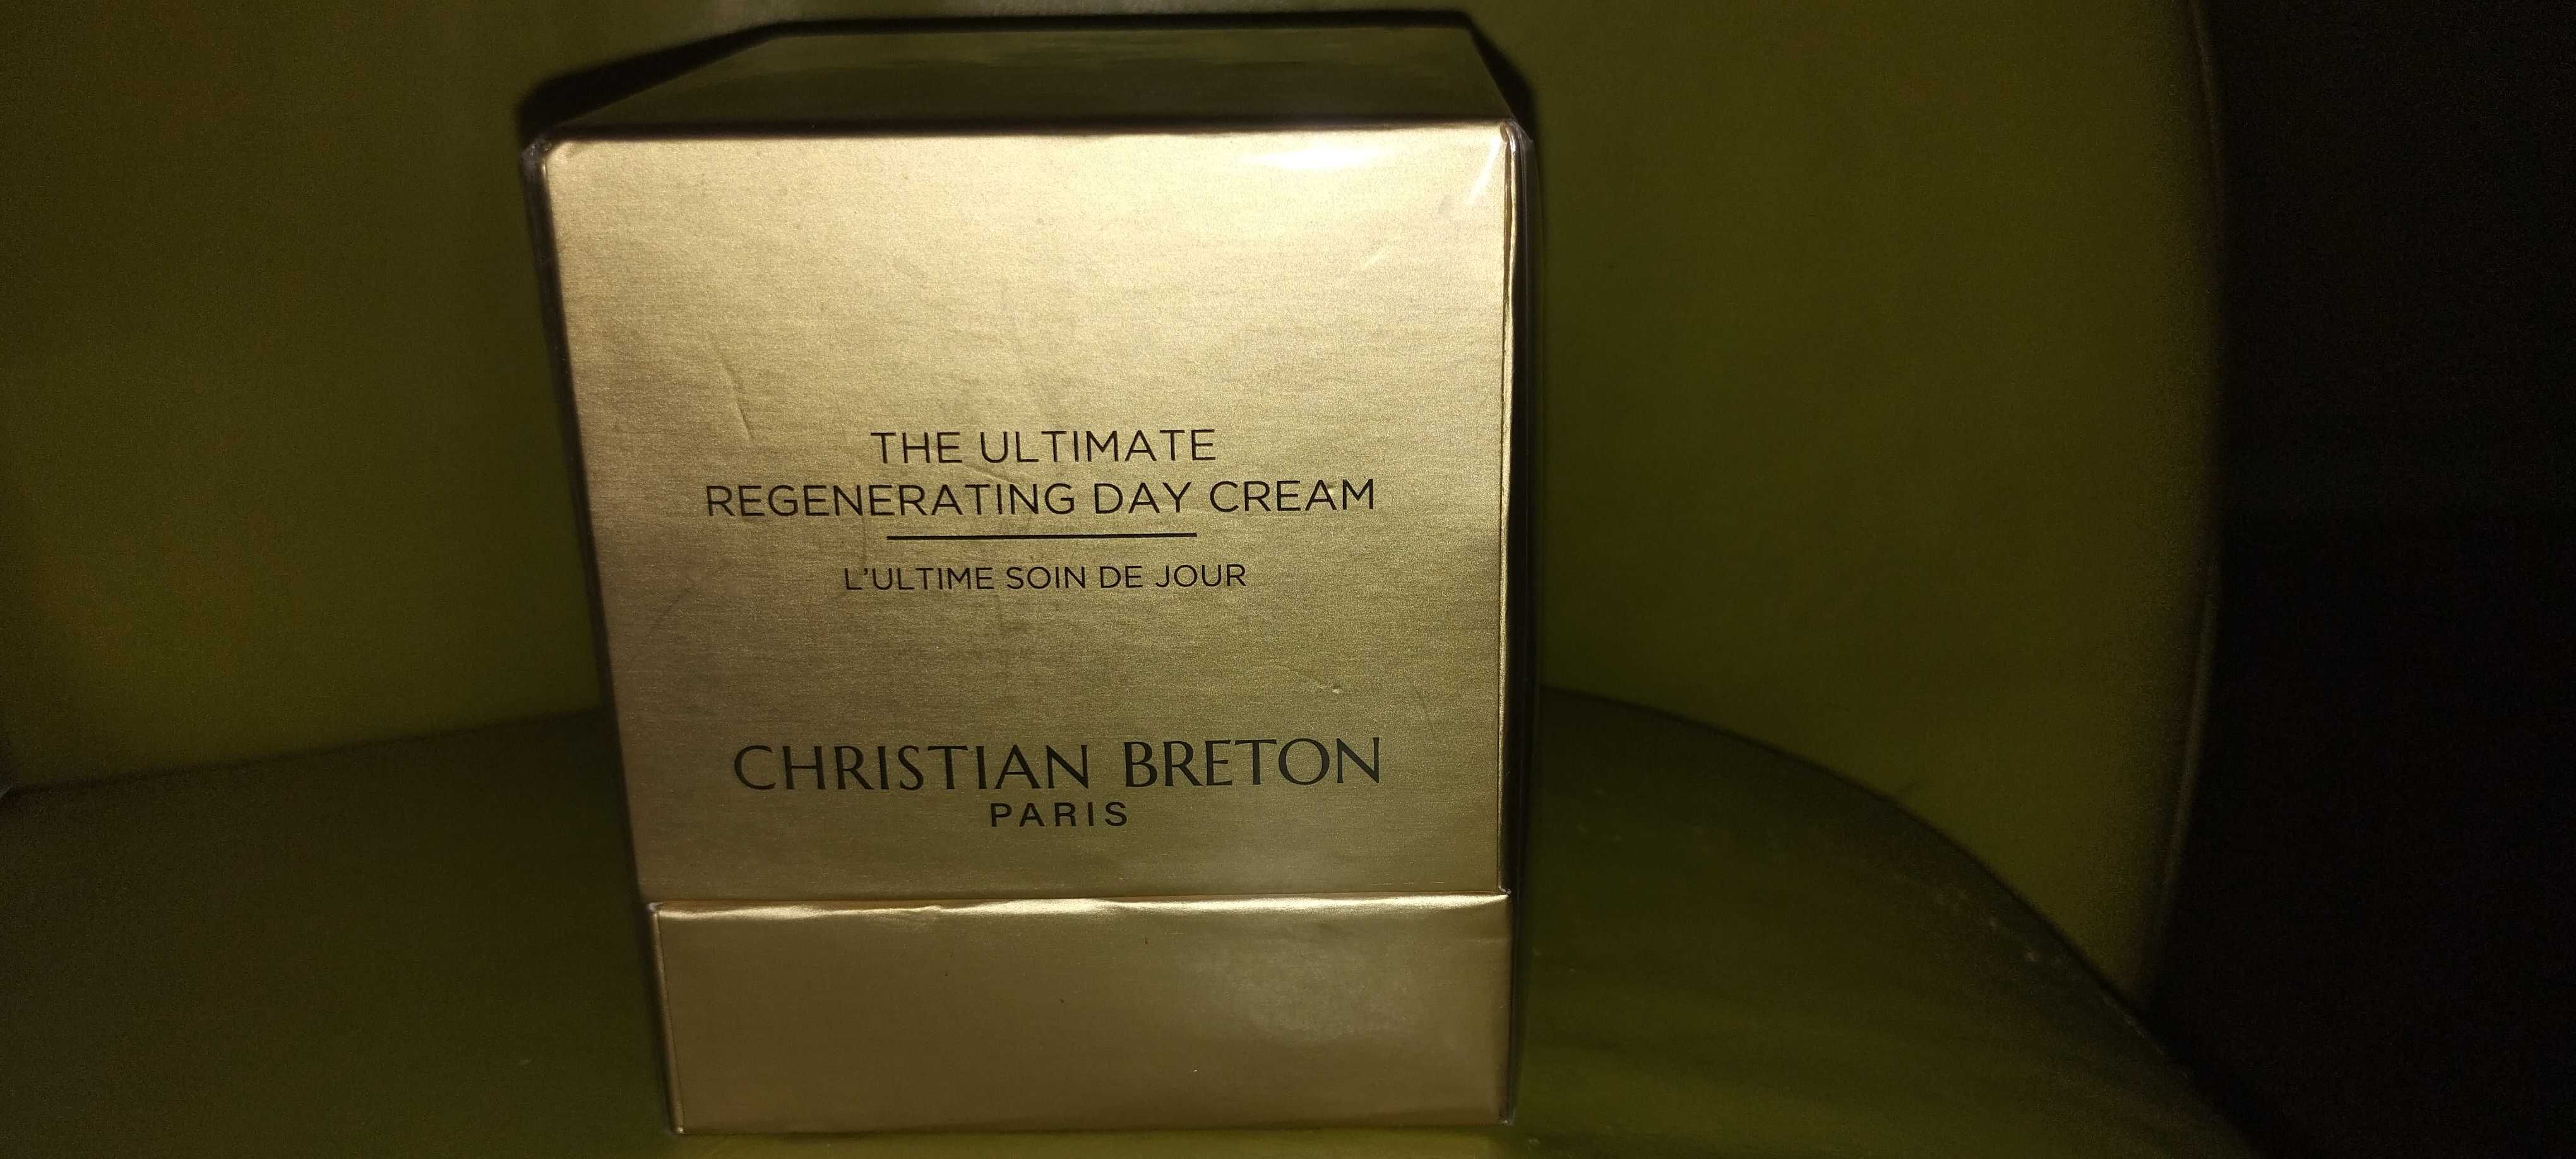 THE ULTIMATE
REGENERATING DAY CREAM
L'ULTIME SOIN DE JOUR
CHRISTIAN BRETON
PARIS